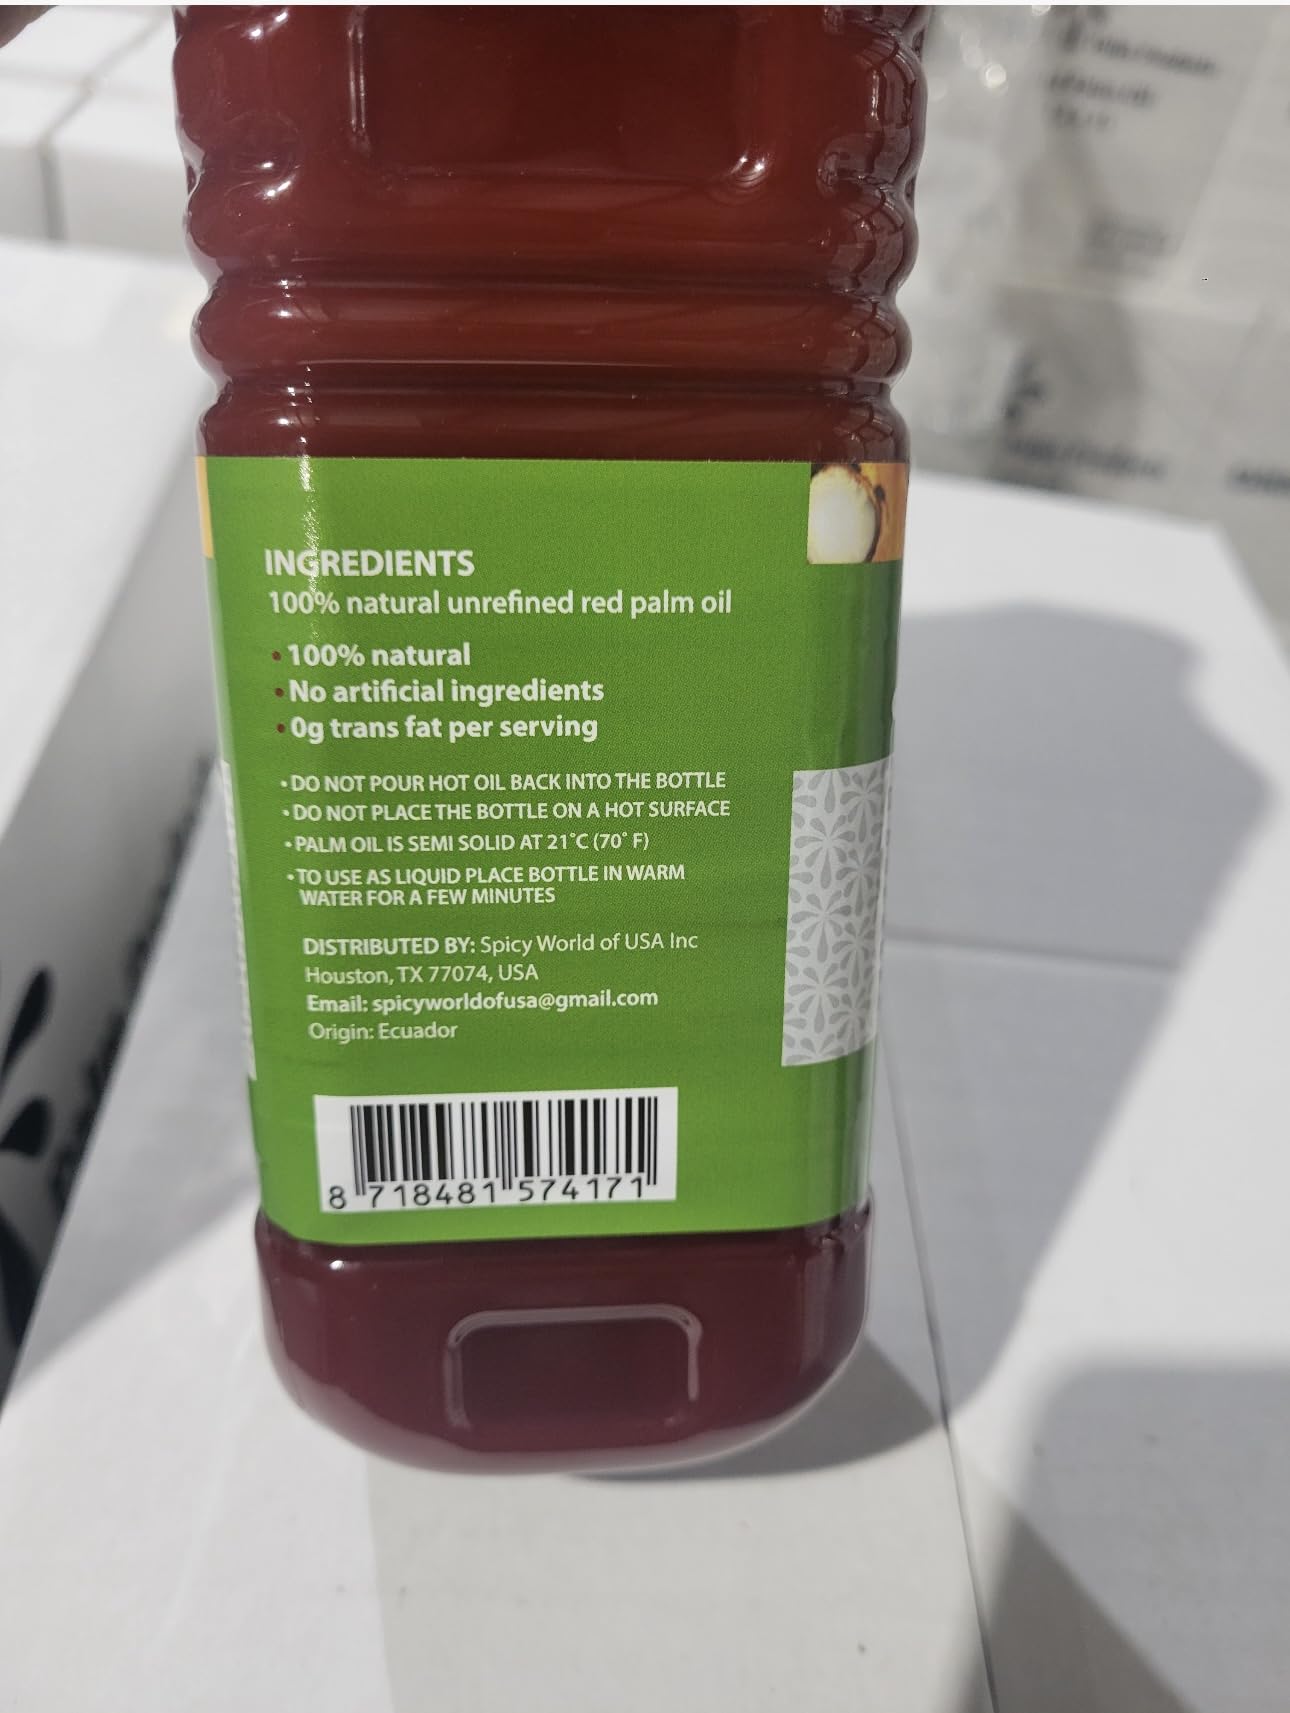 INGREDIENTS
100% natural unrefined red palm oil
• 100% natural
• No artificial ingredients
• 0g trans fat per serving
• DO NOT POUR HOT OIL BACK INTO THE BOTTLE
• DO NOT PLACE THE BOTTLE ON A HOT SURFACE
• PALM OIL IS SEMI SOLID AT 21°C (70° F)
• TO USE AS LIQUID PLACE BOTTLE IN WARM
WATER FOR A FEW MINUTES
DISTRIBUTED BY: Spicy World of USA Inc
Houston, TX 77074, USA
Email: spicyworldofusa@gmail.com
Origin: Ecuador
8 718481 574171